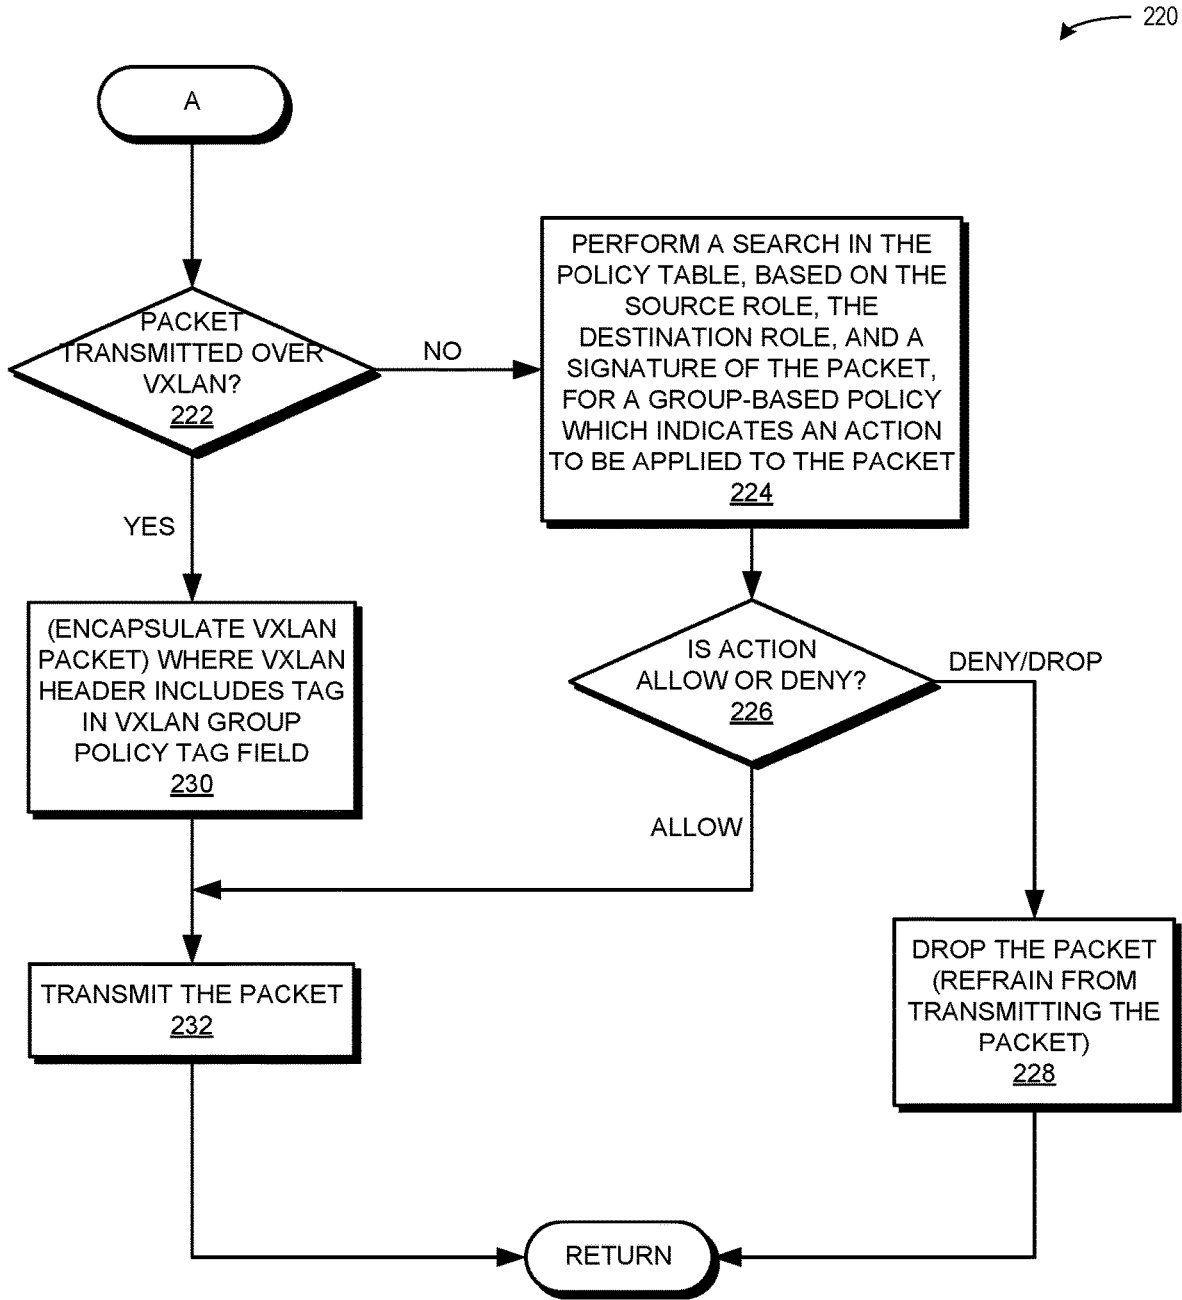 220
A
PACKET
TRANSMITTED OVER
VXLAN?
222
NO
YES
PERFORM A SEARCH IN THE
POLICY TABLE, BASED ON THE
SOURCE ROLE, THE
DESTINATION ROLE, AND A
SIGNATURE OF THE PACKET,
FOR A GROUP-BASED POLICY
WHICH INDICATES AN ACTION
TO BE APPLIED TO THE PACKET
224
(ENCAPSULATE VXLAN
PACKET) WHERE VXLAN
HEADER INCLUDES TAG
IN VXLAN GROUP
POLICY TAG FIELD
230
IS ACTION
ALLOW OR DENY?
226
DENY/DROP
ALLOW
TRANSMIT THE PACKET
232
DROP THE PACKET
(REFRAIN FROM
TRANSMITTING THE
PACKET)
228
RETURN